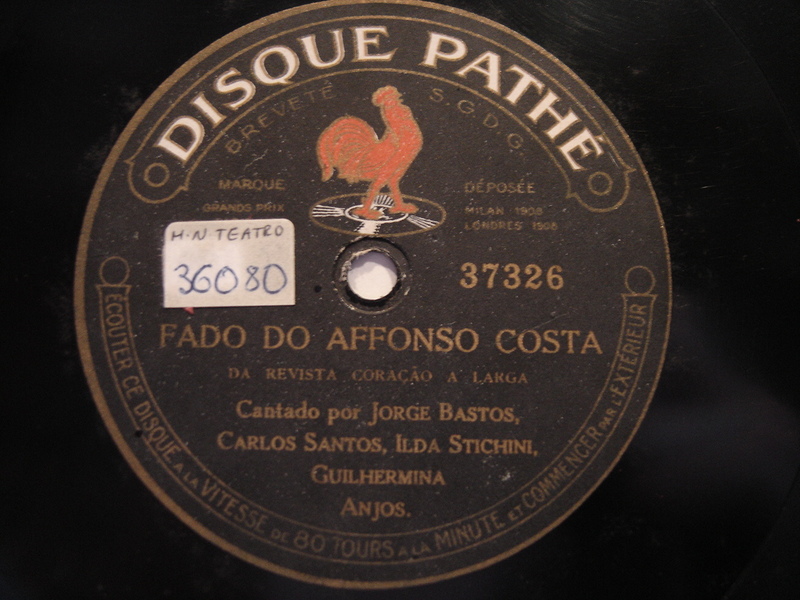 DISQUE PATHÉ
BREVETÉ S.G.D.G.
MARQUE DÉPOSÉE
GRANDS PRIX MILAN 1906
LONDRES 1908
M.N TEATRO
36080
37326
FADO DO AFFONSO COSTA
DA REVISTA CORAÇÃO A' LARGA
Cantado por JORGE BASTOS,
CARLOS SANTOS, ILDA STICHINI,
GUILHERMINA
ANJOS.
ÉCOUTER CE DISQUE A LA VITESSE DE 80 TOURS A LA MINUTE ET COMMENCER PAR L'EXTÉRIEUR